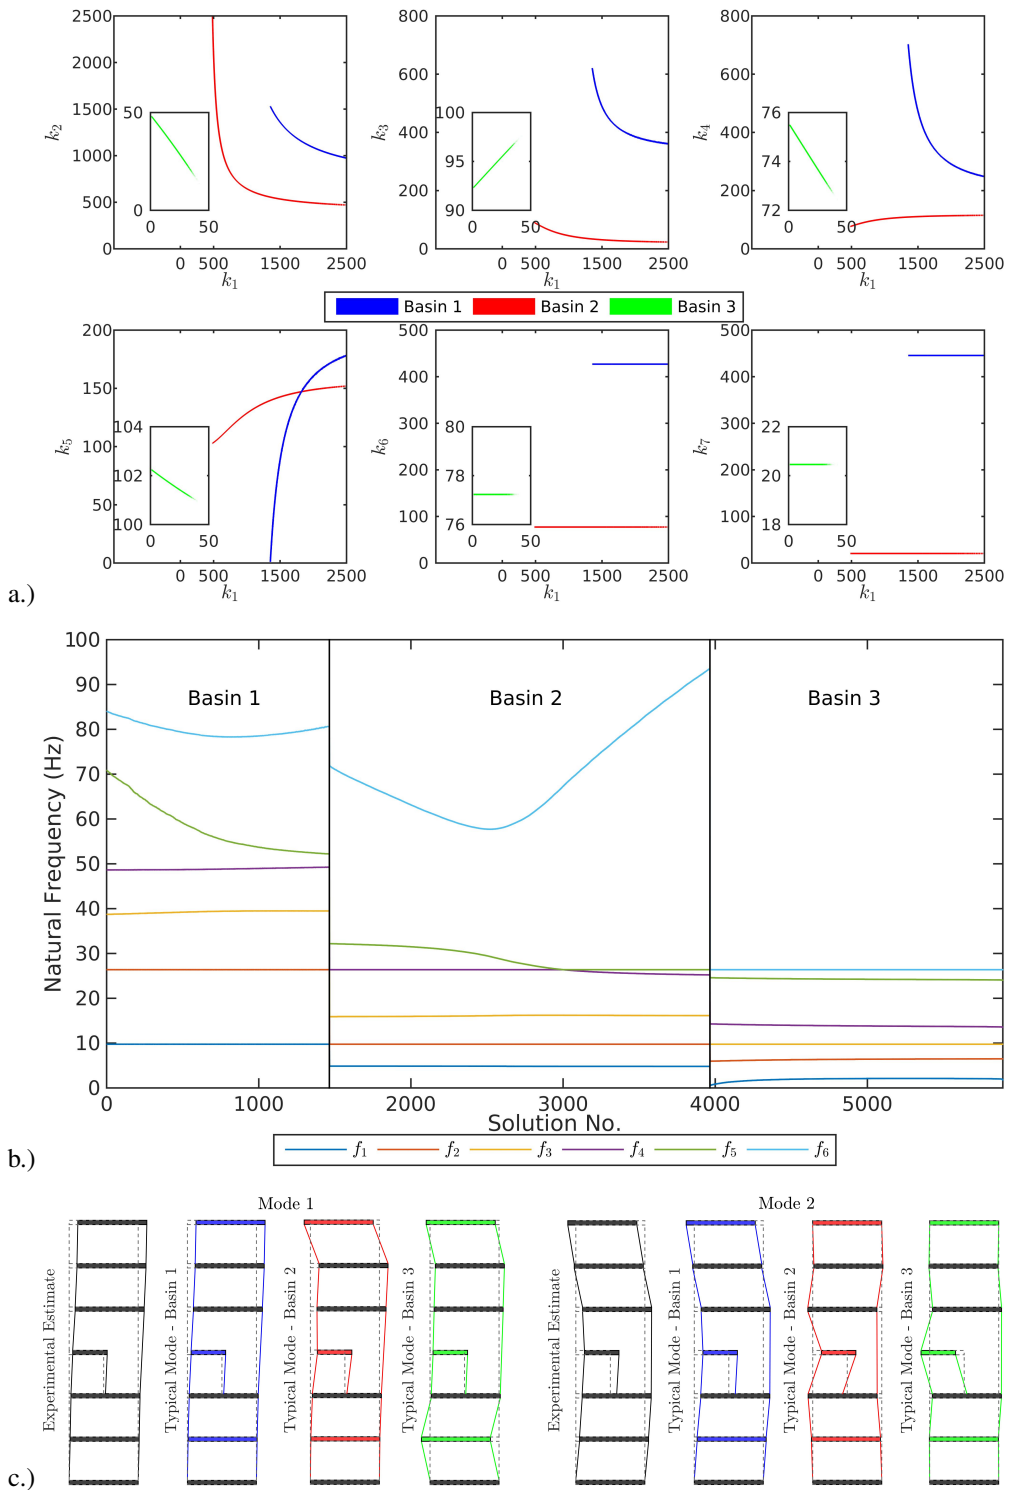 2500
2000
1500
1000
500
0
k2
50
0
0 50
0 500 1500 2500
k1
800
600
400
200
0
k3
100
95
90
0 50
0 500 1500 2500
k1
800
600
400
200
0
k4
76
74
72
0 50
0 500 1500 2500
k1
Basin 1 Basin 2 Basin 3
200
150
100
50
0
k5
104
102
100
0 50
0 500 1500 2500
k1
500
400
300
200
100
0
k6
80
78
76
0 50
0 500 1500 2500
k1
500
400
300
200
100
0
k7
22
20
18
0 50
0 500 1500 2500
k1
a.)
100
90
80
70
60
50
40
30
20
10
0
Natural Frequency (Hz)
Basin 1 Basin 2 Basin 3
0 1000 2000 3000 4000 5000
Solution No.
f1 f2 f3 f4 f5 f6
b.)
Mode 1 Mode 2
Experimental Estimate
Typical Mode - Basin 1
Typical Mode - Basin 2
Typical Mode - Basin 3
Experimental Estimate
Typical Mode - Basin 1
Typical Mode - Basin 2
Typical Mode - Basin 3
c.)